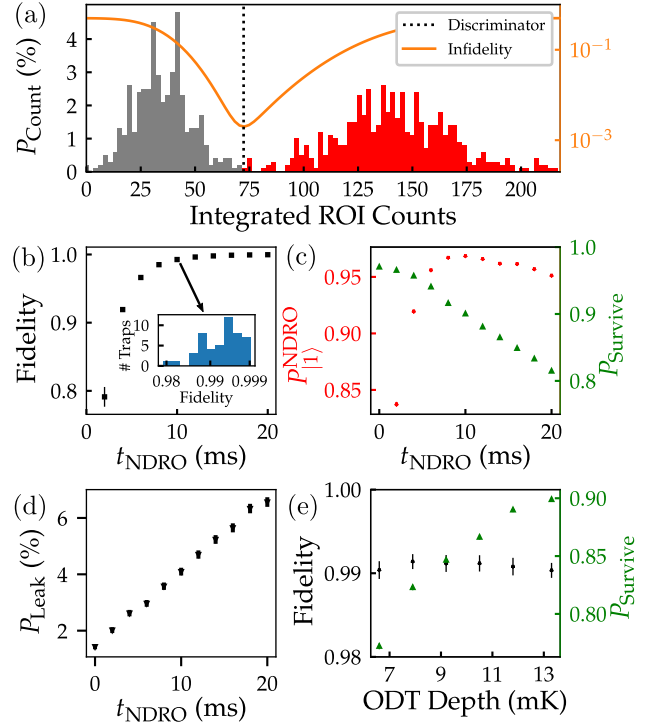 (a)
Discriminator
Infidelity
P_Count (%)
4
3
2
1
0
10⁻¹
10⁻³
0 25 50 75 100 125 150 175 200
Integrated ROI Counts
(b)
Fidelity
1.0
0.9
0.8
# Traps
10
5
0
0.98 0.99 0.999
Fidelity
0 10 20
t_NDRO (ms)
(c)
P_|1⟩^NDRO
0.95
0.90
0.85
1.0
0.9
0.8
P_Survive
0 10 20
t_NDRO (ms)
(d)
P_Leak (%)
6
4
2
0 5 10 15 20
t_NDRO (ms)
(e)
Fidelity
1.00
0.99
0.98
0.90
0.85
0.80
P_Survive
7 9 11 13
ODT Depth (mK)